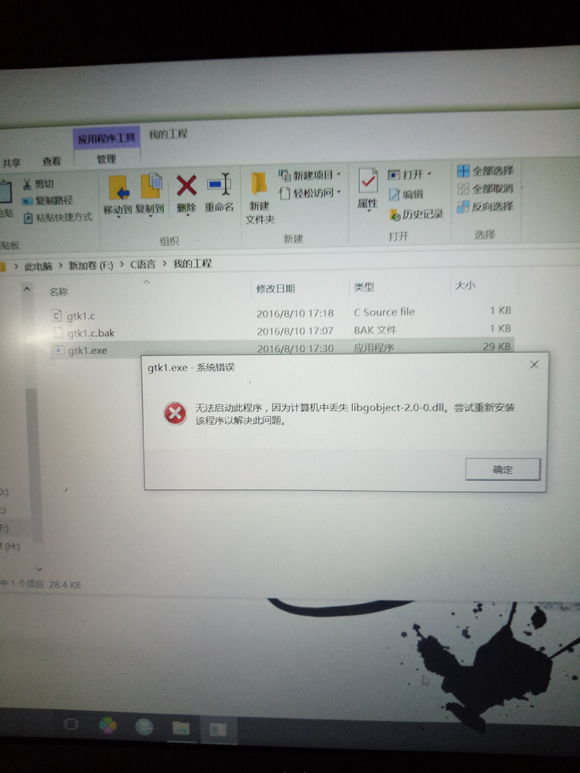 应用程序工具
我的工程
共享
查看
管理
剪切
复制路径
粘贴快捷方式
移动到
复制到
删除
重命名
新建
文件夹
新建项目
轻松访问
属性
打开
编辑
历史记录
全部选择
全部取消
反向选择
组织
新建
打开
选择
此电脑 > 新加卷 (F:) > C语言 > 我的工程
名称
修改日期
类型
大小
gtk1.c
2016/8/10 17:18
C Source file
1 KB
gtk1.c.bak
2016/8/10 17:07
BAK 文件
1 KB
gtk1.exe
2016/8/10 17:30
应用程序
29 KB
gtk1.exe - 系统错误
无法启动此程序，因为计算机中丢失 libgobject-2.0-0.dll。尝试重新安装
该程序以解决此问题。
确定
(H:)
中 1 个项目 28.4 KB